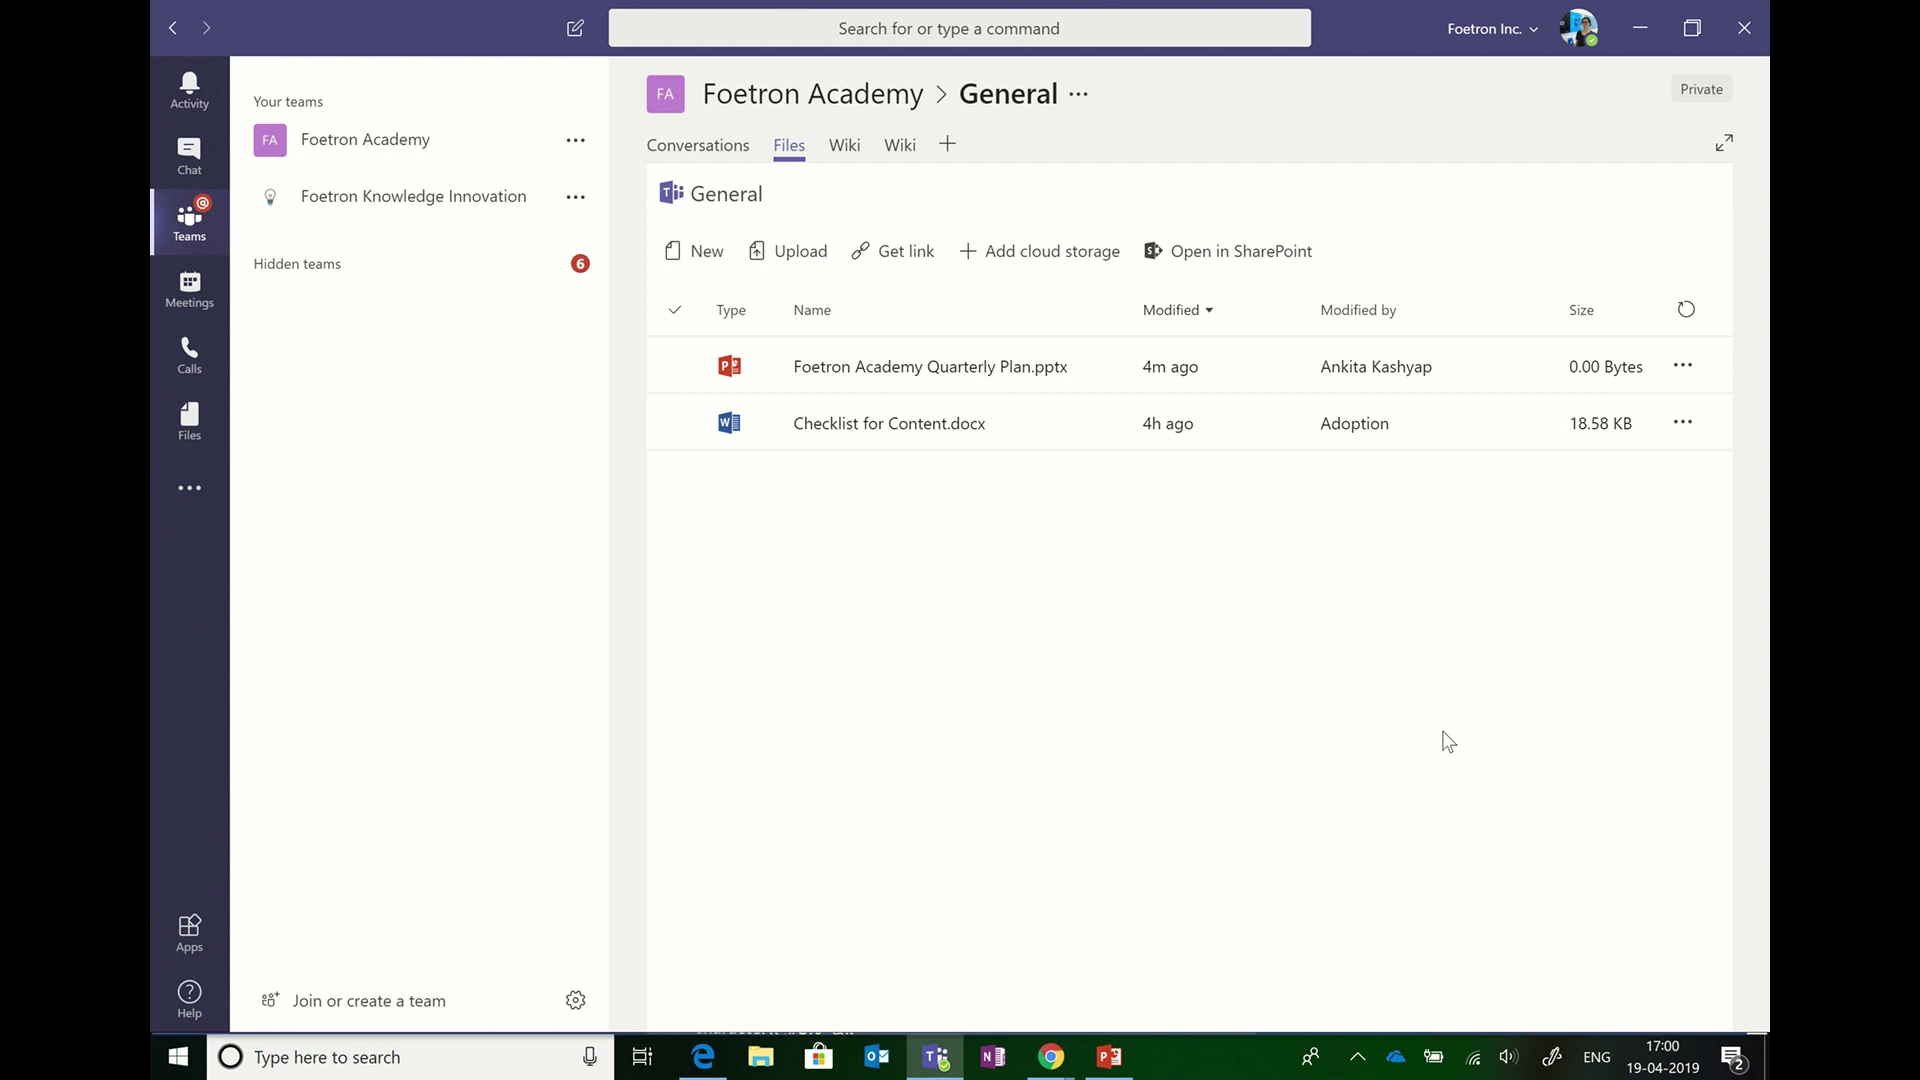 Search for or type a command
Foetron Inc.
Activity
Chat
Teams
Meetings
Calls
Files
Apps
Help
Your teams
FA Foetron Academy
Foetron Knowledge Innovation
Hidden teams 6
Join or create a team
FA Foetron Academy > General
Private
Conversations Files Wiki Wiki
General
New Upload Get link Add cloud storage Open in SharePoint
Type Name Modified Modified by Size
Foetron Academy Quarterly Plan.pptx 4m ago Ankita Kashyap 0.00 Bytes
Checklist for Content.docx 4h ago Adoption 18.58 KB
Type here to search
ENG
17:00
19-04-2019
2